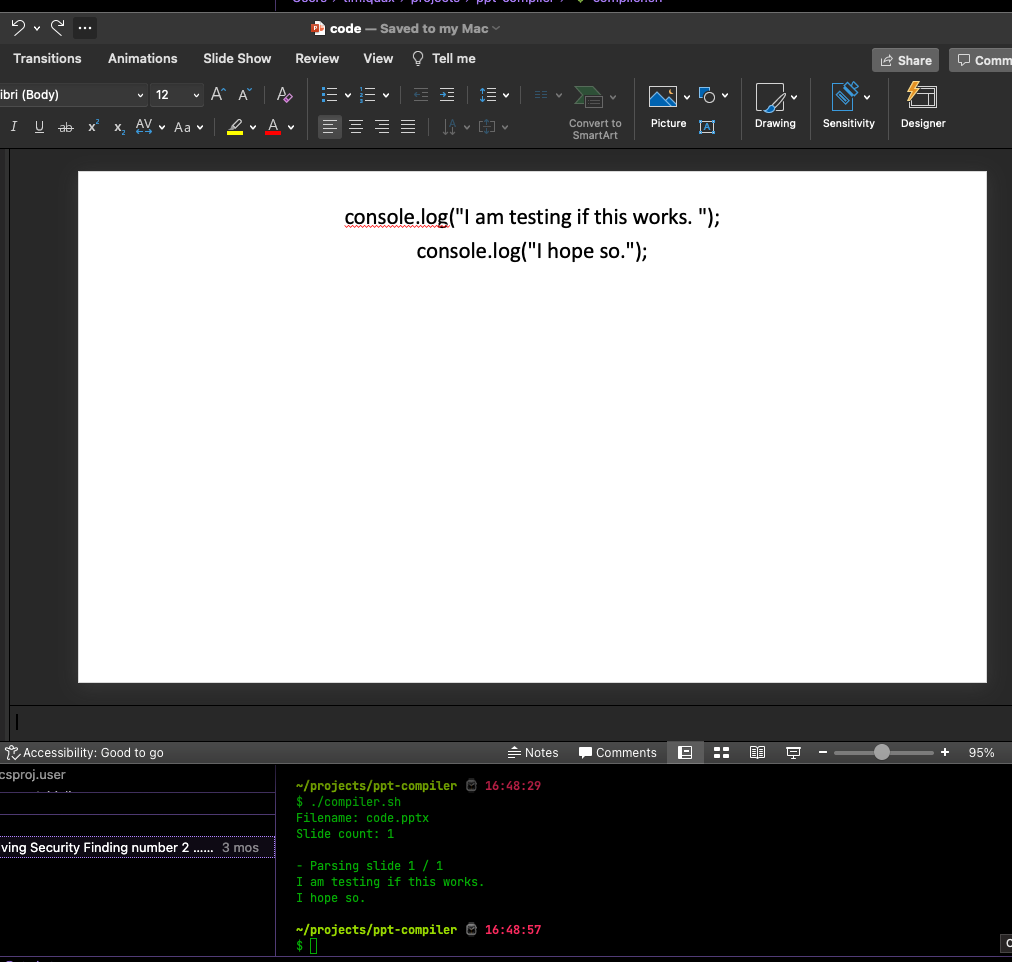 code — Saved to my Mac
Transitions Animations Slide Show Review View Tell me
Share
12
Convert to
SmartArt
Picture
Drawing
Sensitivity
Designer
console.log("I am testing if this works. ");
console.log("I hope so.");
Accessibility: Good to go
Notes
Comments
95%
csproj.user
Security Finding number 2 ...... 3 mos
~/projects/ppt-compiler 16:48:29
$ ./compiler.sh
Filename: code.pptx
Slide count: 1
- Parsing slide 1 / 1
I am testing if this works.
I hope so.
~/projects/ppt-compiler 16:48:57
$